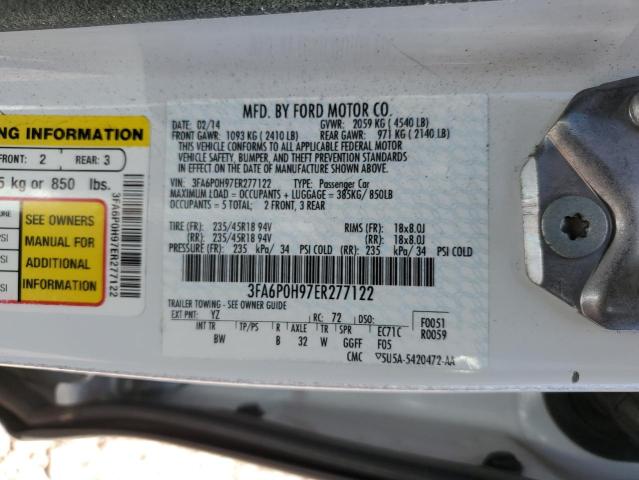 MFD. BY FORD MOTOR CO.
DATE: 02/14 GVWR: 2059 KG ( 4540 LB)
FRONT GAWR: 1093 KG ( 2410 LB) REAR GAWR: 971 KG ( 2140 LB)
THIS VEHICLE CONFORMS TO ALL APPLICABLE FEDERAL MOTOR
VEHICLE SAFETY, BUMPER, AND THEFT PREVENTION STANDARDS
IN EFFECT ON THE DATE OF MANUFACTURE SHOWN ABOVE.
VIN: 3FA6P0H97ER277122 TYPE: Passenger Car
MAXIMUM LOAD = OCCUPANTS + LUGGAGE = 385KG/ 850LB
OCCUPANTS = 5 TOTAL: 2 FRONT, 3 REAR
TIRE (FR): 235/45R18 94V RIMS (FR): 18x8.0J
(RR): 235/45R18 94V (RR): 18x8.0J
PRESSURE (FR): 235 kPa/ 34 PSI COLD (RR): 235 kPa/ 34 PSI COLD
3FA6P0H97ER277122
TRAILER TOWING - SEE OWNER GUIDE
EXT PNT: YZ RC: 72 DSO: F0051
R0059
INT TR TP/PS R AXLE TR SPR EC71C
BW B 32 W GGFF F05
CMC 5U5A-5420472-AA
NG INFORMATION
FRONT: 2 REAR: 3
5 kg or 850 lbs.
SEE OWNERS
MANUAL FOR
ADDITIONAL
INFORMATION
PSI
PSI
3FA6P0H97ER277122